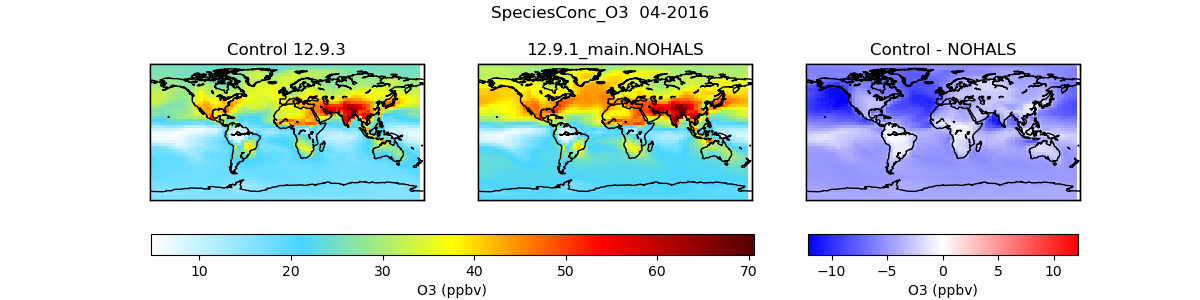 SpeciesConc_O3  04-2016
Control 12.9.3
12.9.1_main.NOHALS
Control - NOHALS
10 20 30 40 50 60 70
O3 (ppbv)
−10 −5 0 5 10
O3 (ppbv)